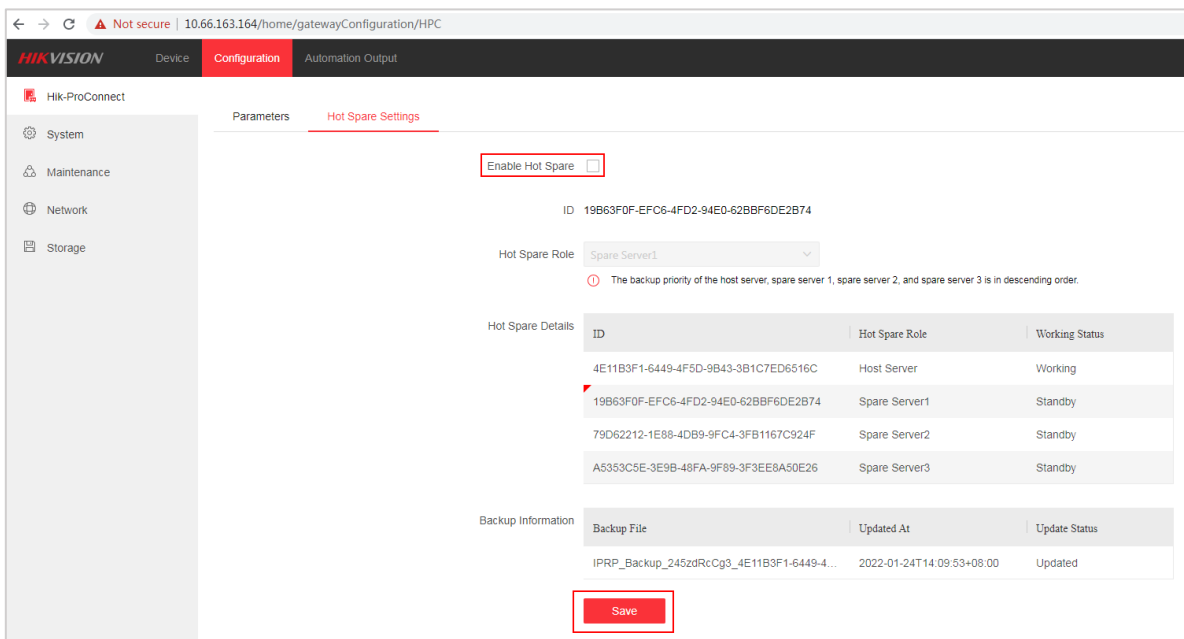 Not secure | 10.66.163.164/home/gatewayConfiguration/HPC
HIKVISION Device Configuration Automation Output
Hik-ProConnect
System
Maintenance
Network
Storage
Parameters Hot Spare Settings
Enable Hot Spare
ID 19B63F0F-EFC6-4FD2-94E0-62BBF6DE2B74
Hot Spare Role Spare Server1
The backup priority of the host server, spare server 1, spare server 2, and spare server 3 is in descending order.
Hot Spare Details
ID Hot Spare Role Working Status
4E11B3F1-6449-4F5D-9B43-3B1C7ED6516C Host Server Working
19B63F0F-EFC6-4FD2-94E0-62BBF6DE2B74 Spare Server1 Standby
79D62212-1E88-4DB9-9FC4-3FB1167C924F Spare Server2 Standby
A5353C5E-3E9B-48FA-9F89-3F3EE8A50E26 Spare Server3 Standby
Backup Information
Backup File Updated At Update Status
IPRP_Backup_245zdRcCg3_4E11B3F1-6449-4... 2022-01-24T14:09:53+08:00 Updated
Save